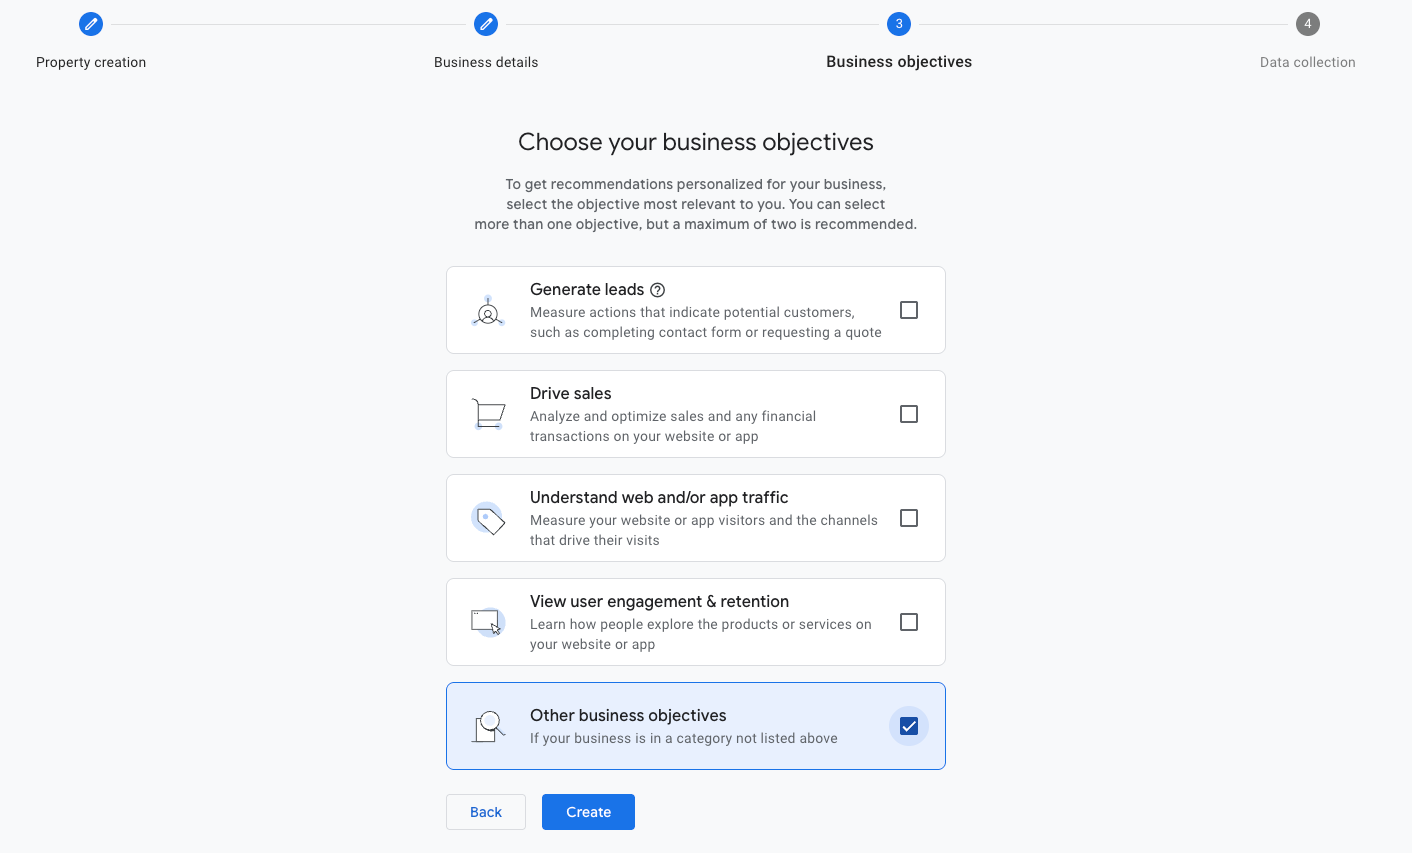 3
4
Property creation
Business details
Business objectives
Data collection
Choose your business objectives
To get recommendations personalized for your business,
select the objective most relevant to you. You can select
more than one objective, but a maximum of two is recommended.
Generate leads ?
Measure actions that indicate potential customers,
such as completing contact form or requesting a quote
Drive sales
Analyze and optimize sales and any financial
transactions on your website or app
Understand web and/or app traffic
Measure your website or app visitors and the channels
that drive their visits
View user engagement & retention
Learn how people explore the products or services on
your website or app
Other business objectives
If your business is in a category not listed above
Back
Create